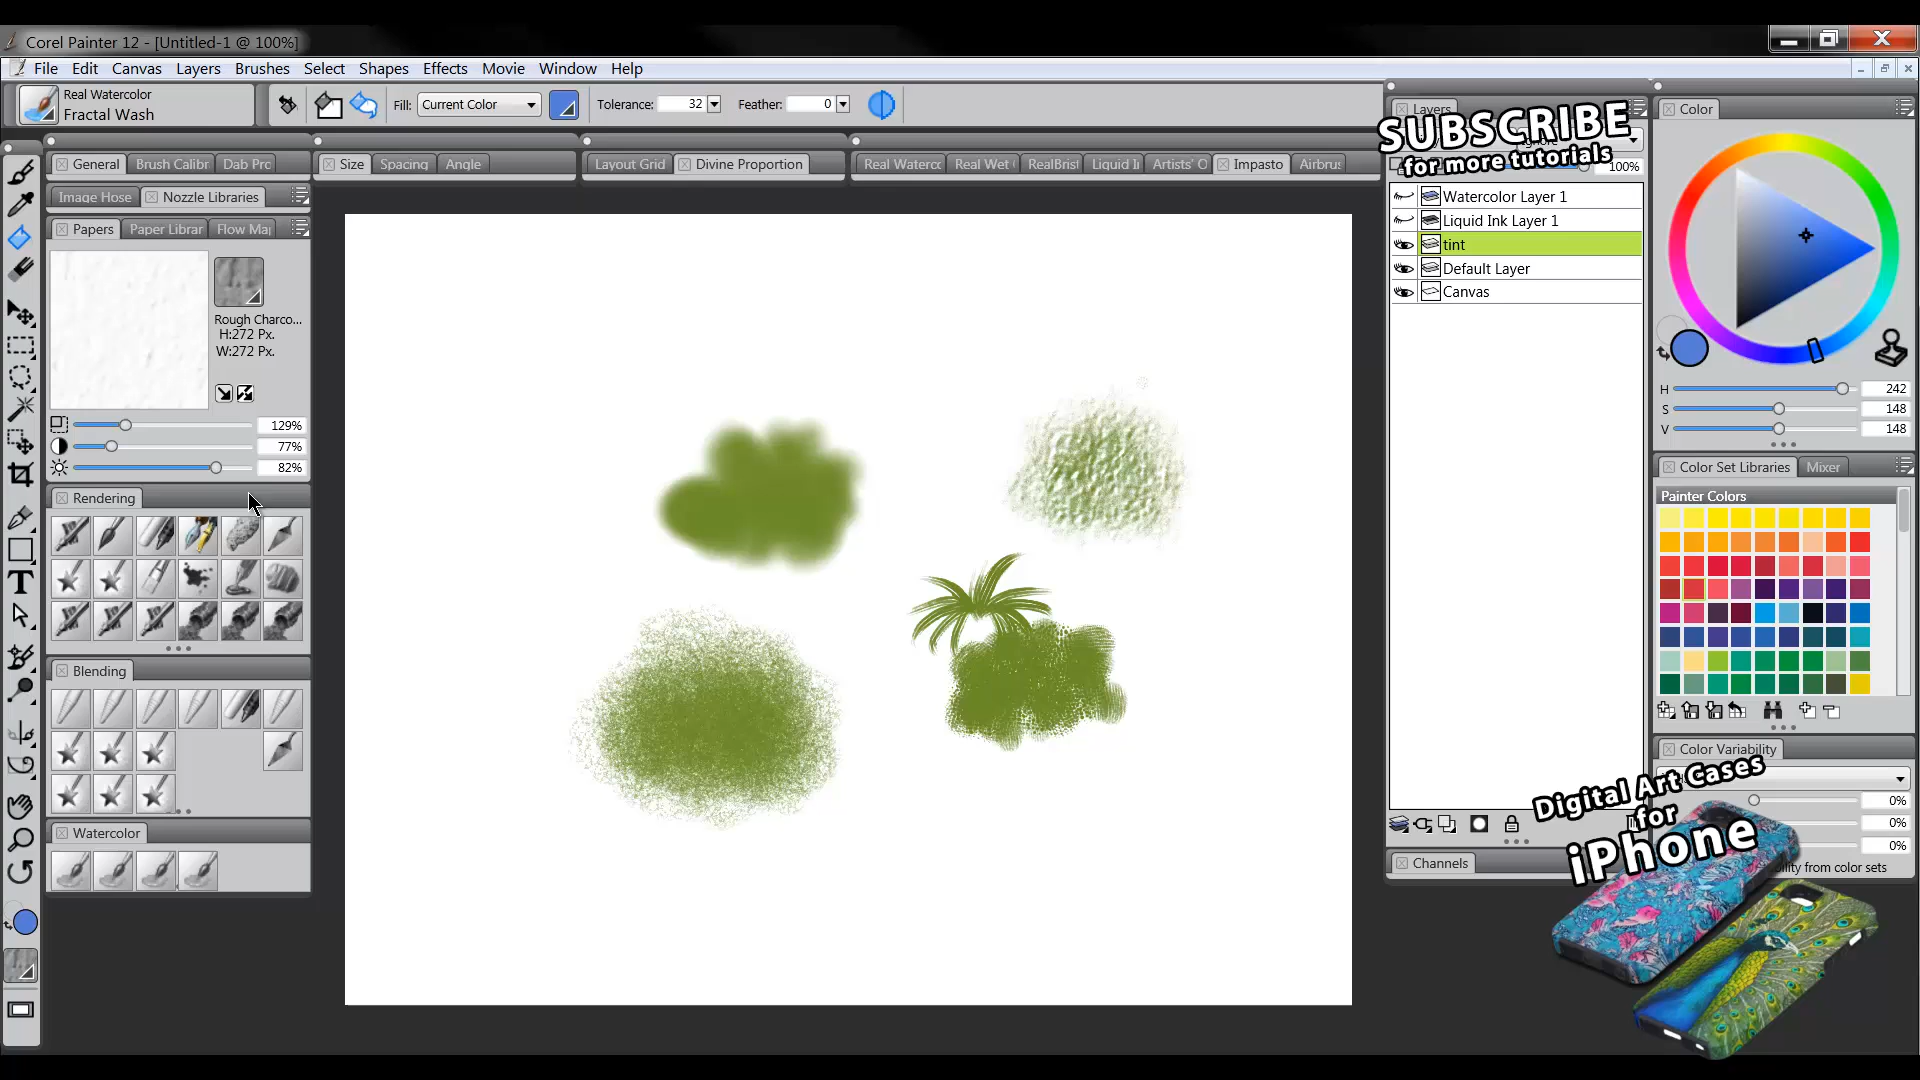 Corel Painter 12 - [Untitled-1 @ 100%]
File Edit Canvas Layers Brushes Select Shapes Effects Movie Window Help
Real Watercolor
Fractal Wash
Fill: Current Color
Tolerance: 32
Feather: 0
General Brush Calibr Dab Pro
Size Spacing Angle
Layout Grid Divine Proportion
Real Waterco Real Wet RealBrist Liquid I Artists' O Impasto Airbrus
Image Hose Nozzle Libraries
Papers Paper Librar Flow Map
Rough Charco...
H:272 Px.
W:272 Px.
129%
77%
82%
Rendering
Blending
Watercolor
T
Layers
SUBSCRIBE
for more tutorials
100%
Watercolor Layer 1
Liquid Ink Layer 1
tint
Default Layer
Canvas
Channels
Color
H 242
S 148
V 148
Color Set Libraries Mixer
Painter Colors
Color Variability
0%
0%
0%
ility from color sets
Digital Art Cases
for
iPhone